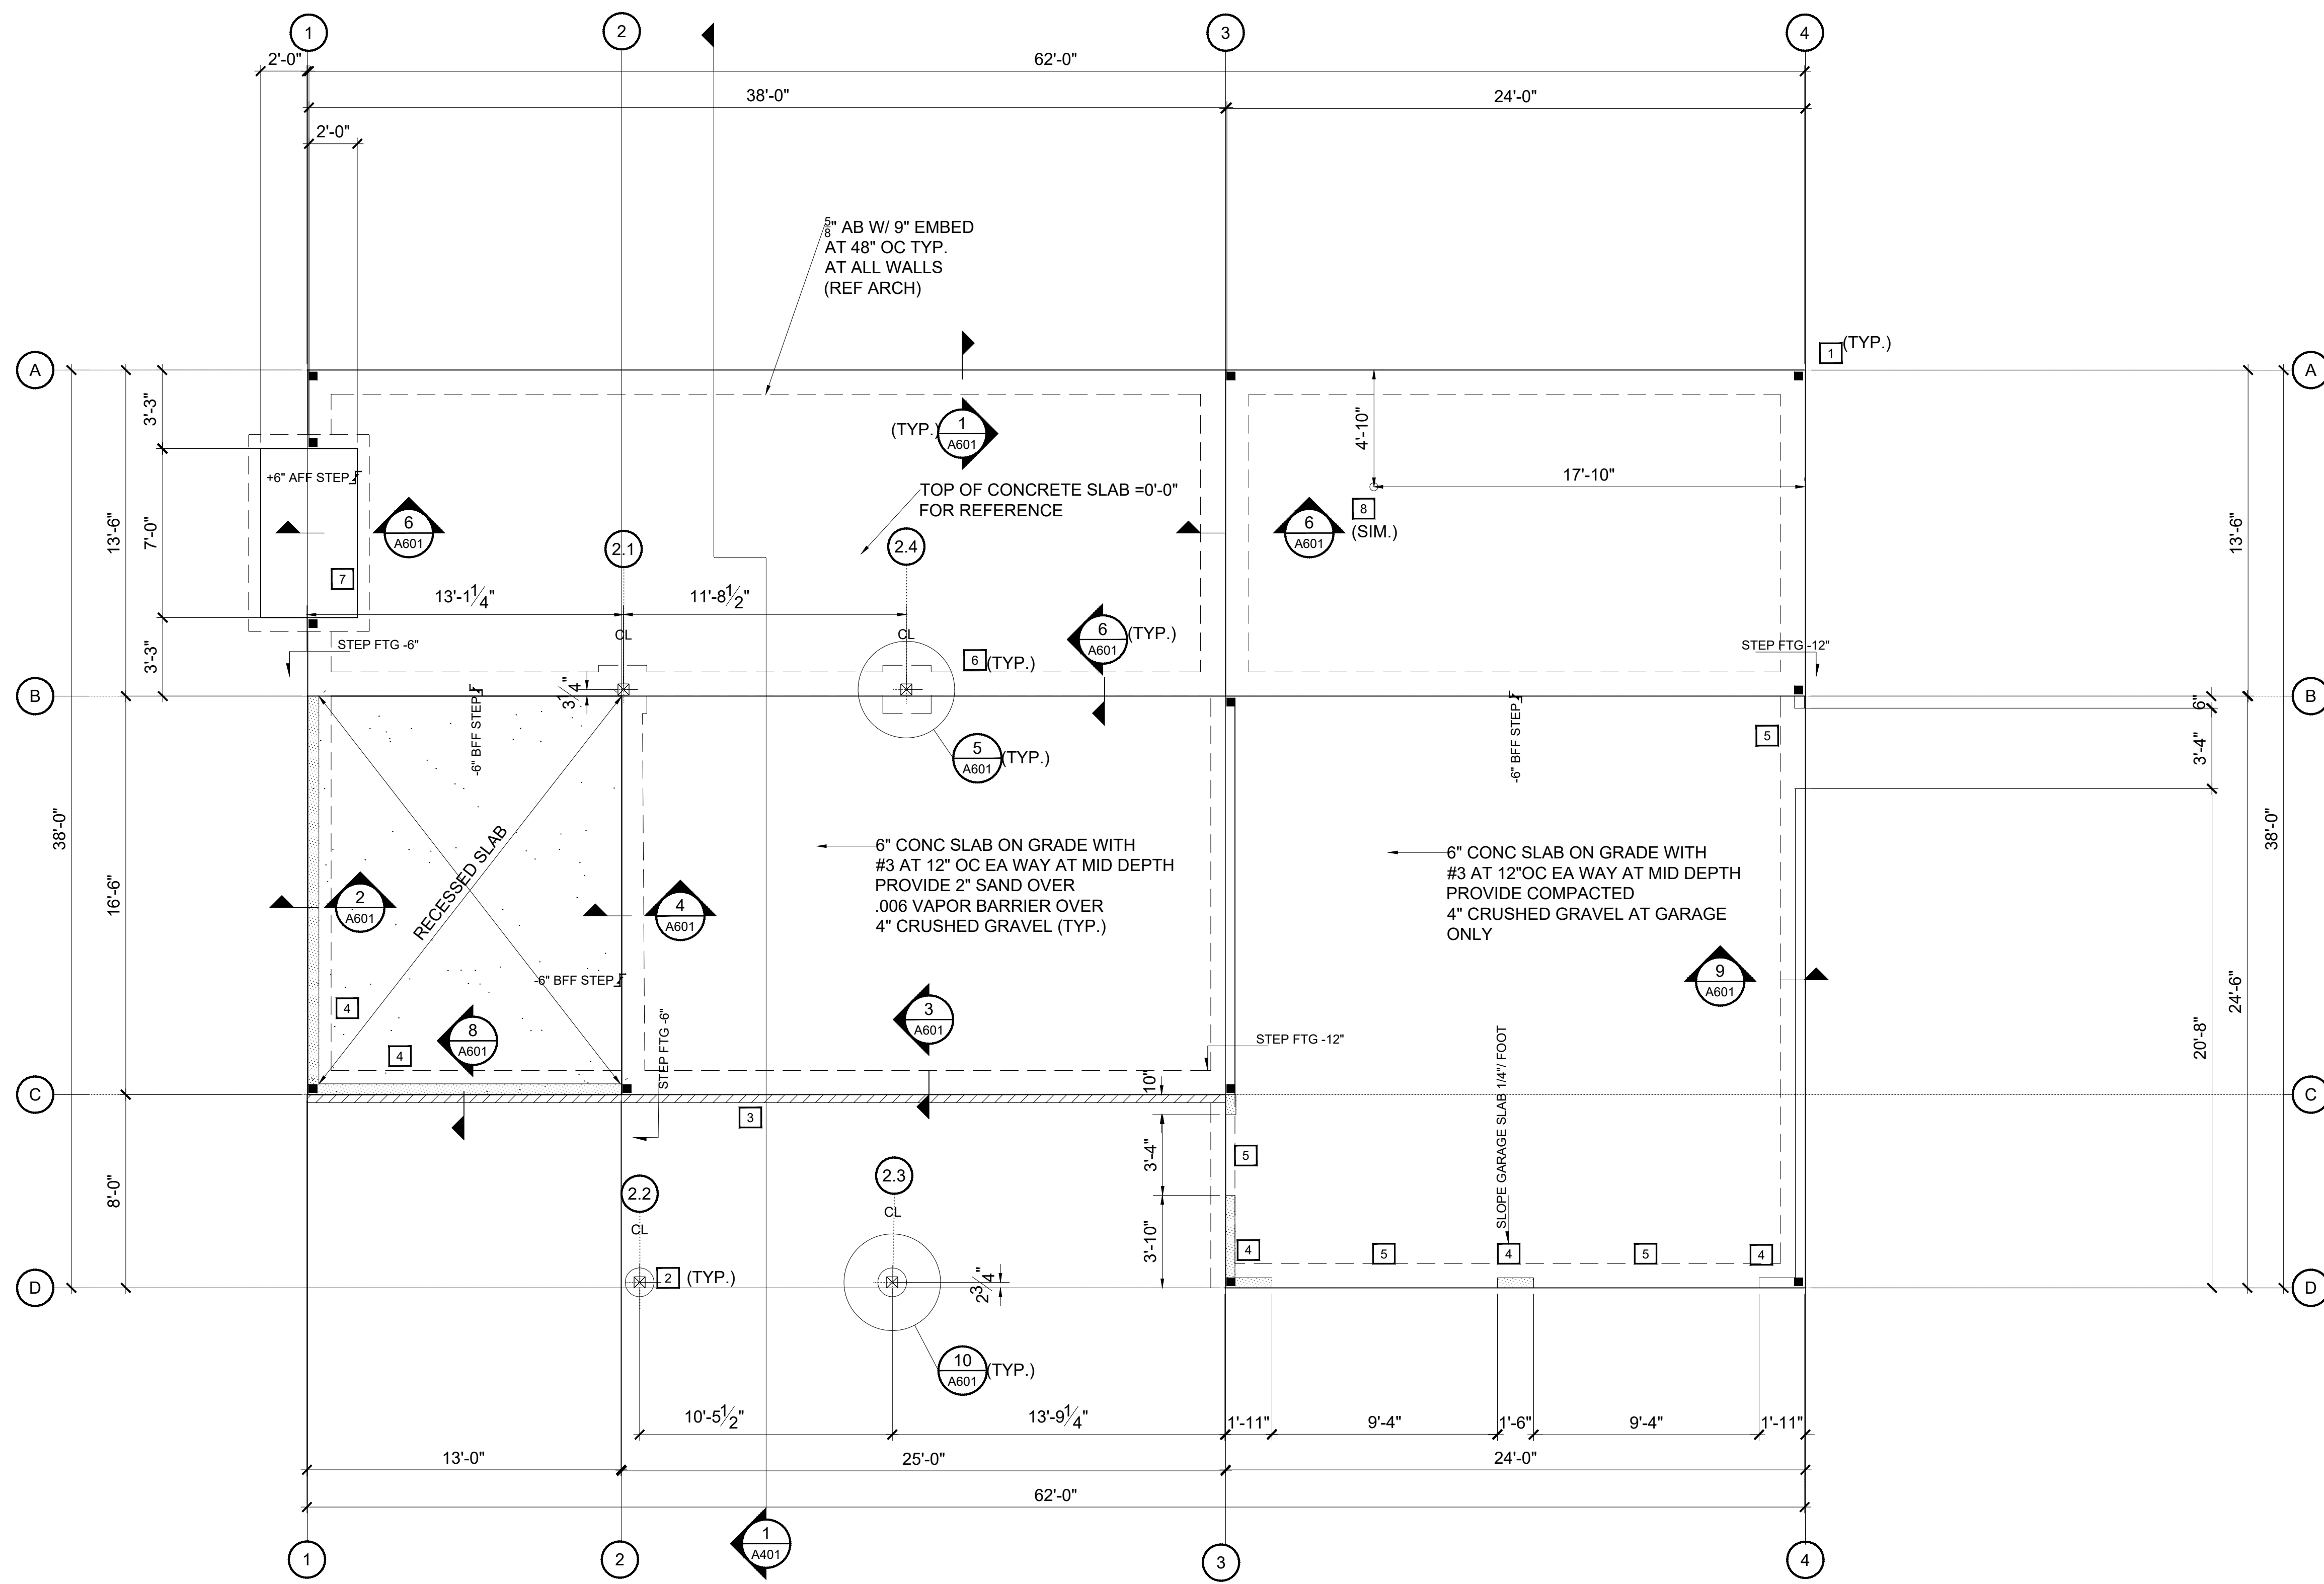 1
2
3
4
2'-0"
62'-0"
38'-0"
24'-0"
2'-0"
5/8" AB W/ 9" EMBED
AT 48" OC TYP.
AT ALL WALLS
(REF ARCH)
1 (TYP.)
A
A
3'-3"
4'-10"
(TYP.) 1
A601
+6" AFF STEP
17'-10"
TOP OF CONCRETE SLAB =0'-0"
FOR REFERENCE
6
A601
6
A601
8
(SIM.)
13'-6"
7'-0"
13'-6"
2.1
2.4
7
13'-1 1/4"
11'-8 1/2"
CL
CL
6
A601
(TYP.)
STEP FTG -6"
3'-3"
6 (TYP.)
STEP FTG -12"
3 1/4"
B
B
6"
-6" BFF STEP
-6" BFF STEP
5
A601
(TYP.)
5
3'-4"
38'-0"
38'-0"
6" CONC SLAB ON GRADE WITH
#3 AT 12" OC EA WAY AT MID DEPTH
PROVIDE 2" SAND OVER
.006 VAPOR BARRIER OVER
4" CRUSHED GRAVEL (TYP.)
6" CONC SLAB ON GRADE WITH
#3 AT 12"OC EA WAY AT MID DEPTH
PROVIDE COMPACTED
4" CRUSHED GRAVEL AT GARAGE
ONLY
16'-6"
RECESSED SLAB
2
A601
4
A601
-6" BFF STEP
9
A601
24'-6"
4
8
A601
3
A601
4
STEP FTG -6"
STEP FTG -12"
20'-8"
10"
C
C
3
SLOPE GARAGE SLAB 1/4"/ FOOT
3'-4"
5
8'-0"
2.2
2.3
CL
CL
3'-10"
4
5
4
5
4
2 (TYP.)
2 3/4"
D
D
10
A601
(TYP.)
10'-5 1/2"
13'-9 1/4"
1'-11"
9'-4"
1'-6"
9'-4"
1'-11"
13'-0"
25'-0"
24'-0"
62'-0"
1
A401
1
2
3
4